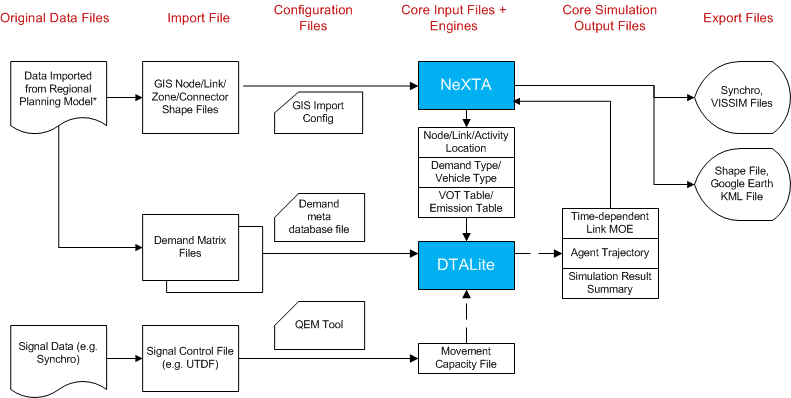 Original Data Files
Import File
Configuration
Files
Core Input Files +
Engines
Core Simulation
Output Files
Export Files
Data Imported
from Regional
Planning Model*
GIS Node/Link/
Zone/Connector
Shape Files
GIS Import
Config
NeXTA
Synchro,
VISSIM Files
Node/Link/Activity
Location
Demand Type/
Vehicle Type
VOT Table/
Emission Table
Shape File,
Google Earth
KML File
Demand Matrix
Files
Demand
meta
database file
DTALite
Time-dependent
Link MOE
Agent Trajectory
Simulation Result
Summary
Signal Data (e.g.
Synchro)
Signal Control File
(e.g. UTDF)
QEM Tool
Movement
Capacity File